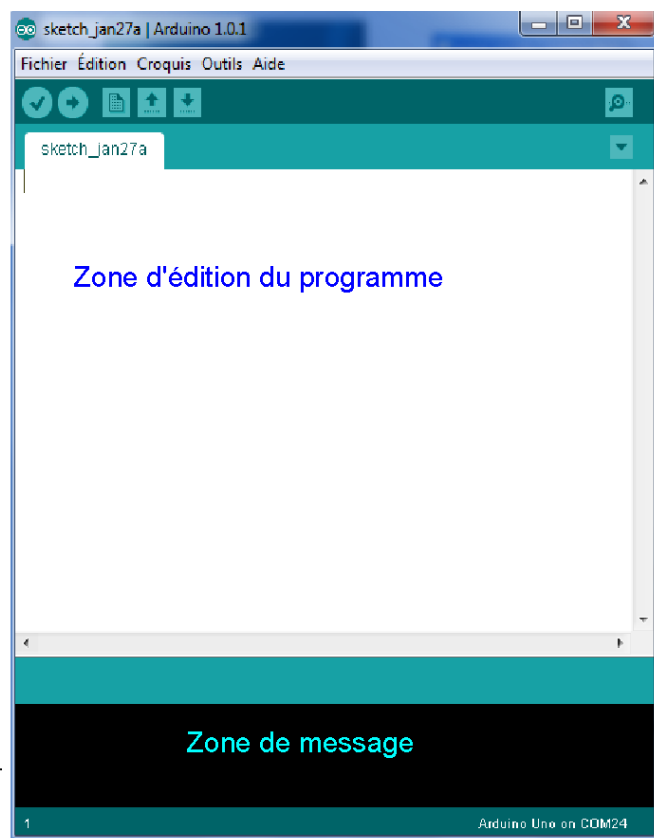 sketch_jan27a | Arduino 1.0.1
Fichier Édition Croquis Outils Aide
sketch_jan27a
Zone d'édition du programme
Zone de message
1 Arduino Uno on COM24